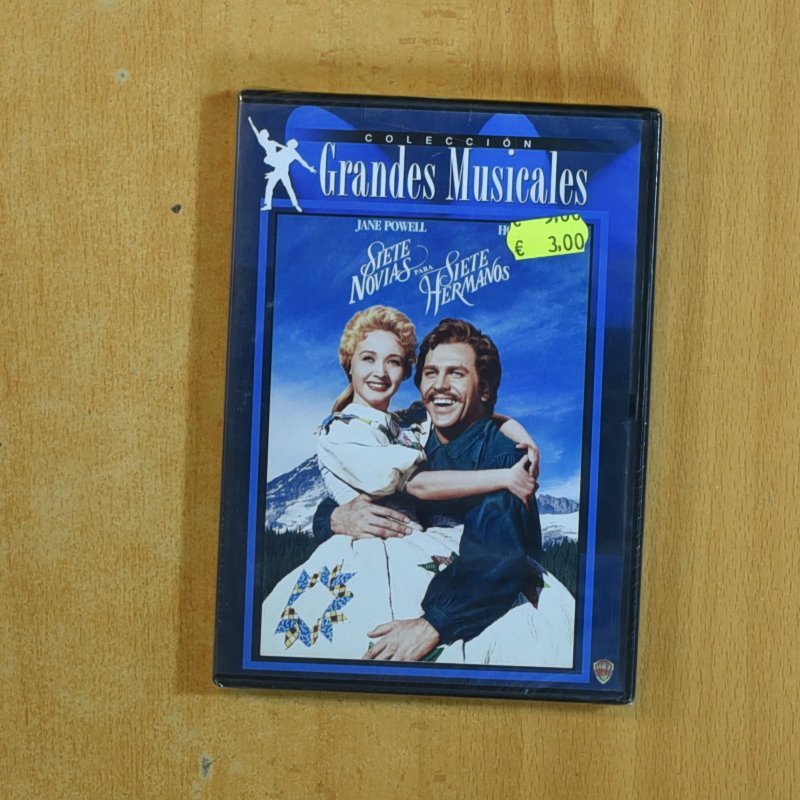 COLECCIÓN
Grandes Musicales
JANE POWELL
€ 3,00
SIETE NOVIAS PARA SIETE HERMANOS